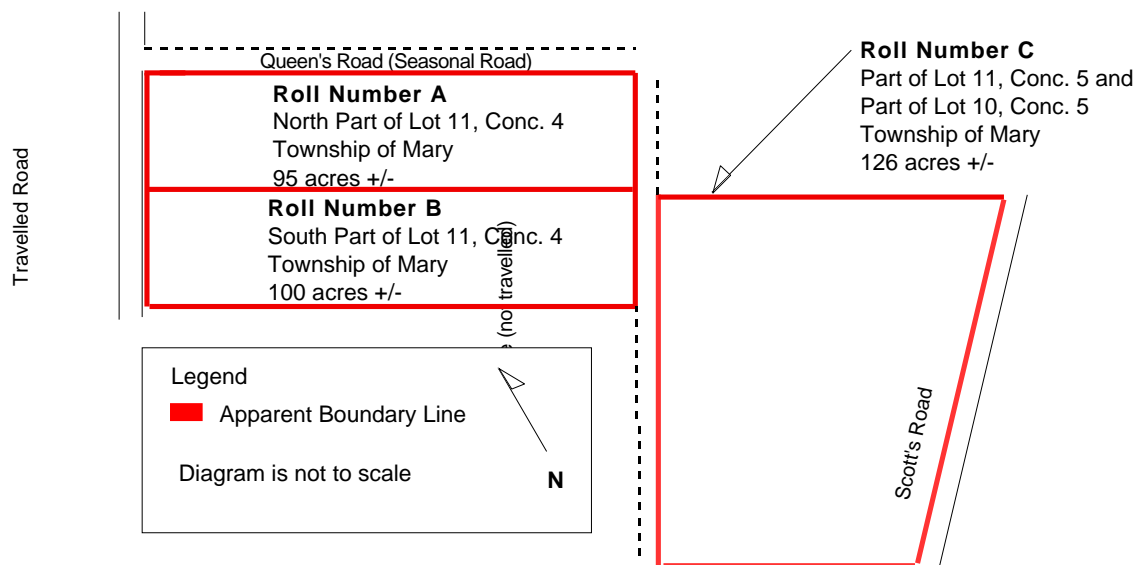 Queen's Road (Seasonal Road)
Roll Number A
North Part of Lot 11, Conc. 4
Township of Mary
95 acres +/-
Roll Number B
South Part of Lot 11, Conc. 4
Township of Mary
100 acres +/-
Travelled Road
(not travelled)
Roll Number C
Part of Lot 11, Conc. 5 and
Part of Lot 10, Conc. 5
Township of Mary
126 acres +/-
Scott's Road
Legend
Apparent Boundary Line
Diagram is not to scale
N